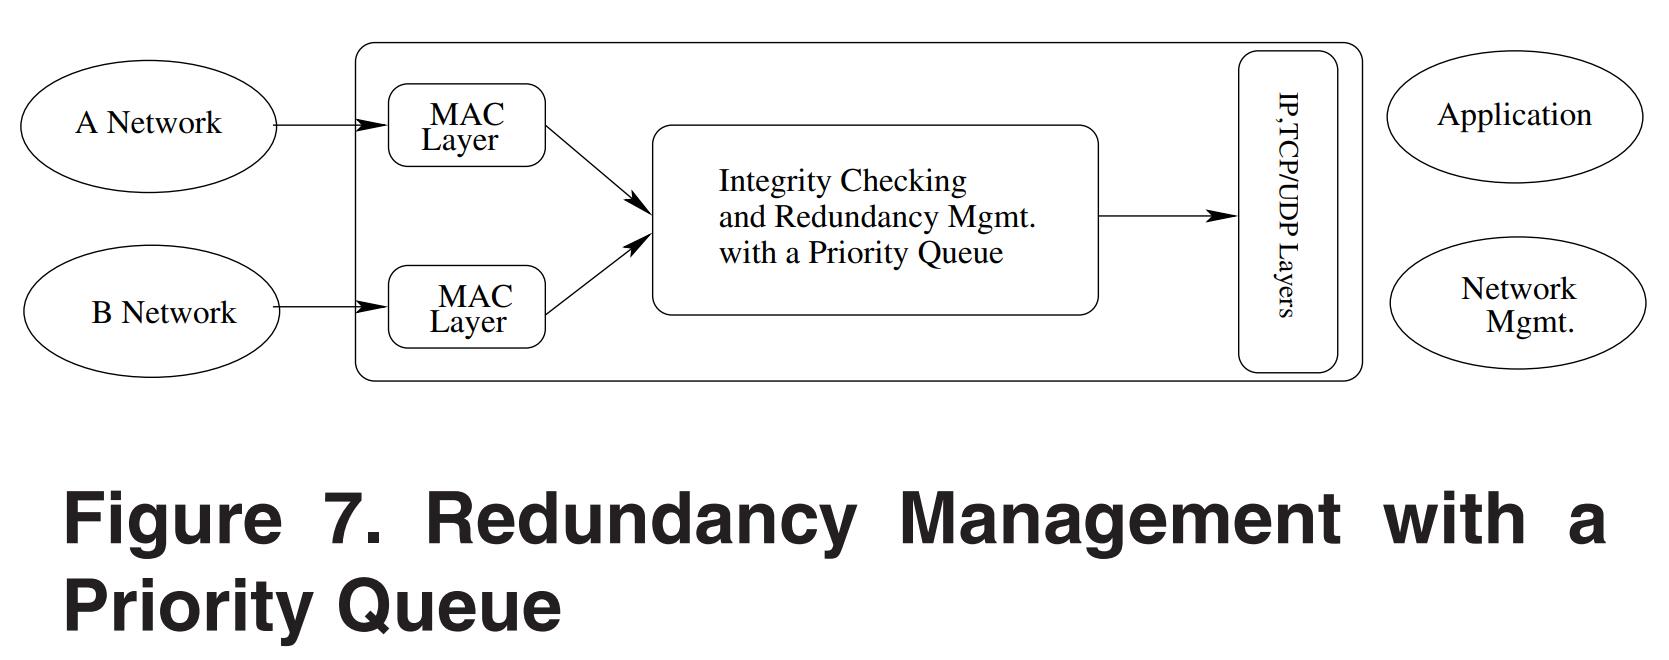 A Network
MAC
Layer
B Network
MAC
Layer
Integrity Checking
and Redundancy Mgmt.
with a Priority Queue
IP,TCP/UDP Layers
Application
Network
Mgmt.
Figure 7. Redundancy Management with a
Priority Queue